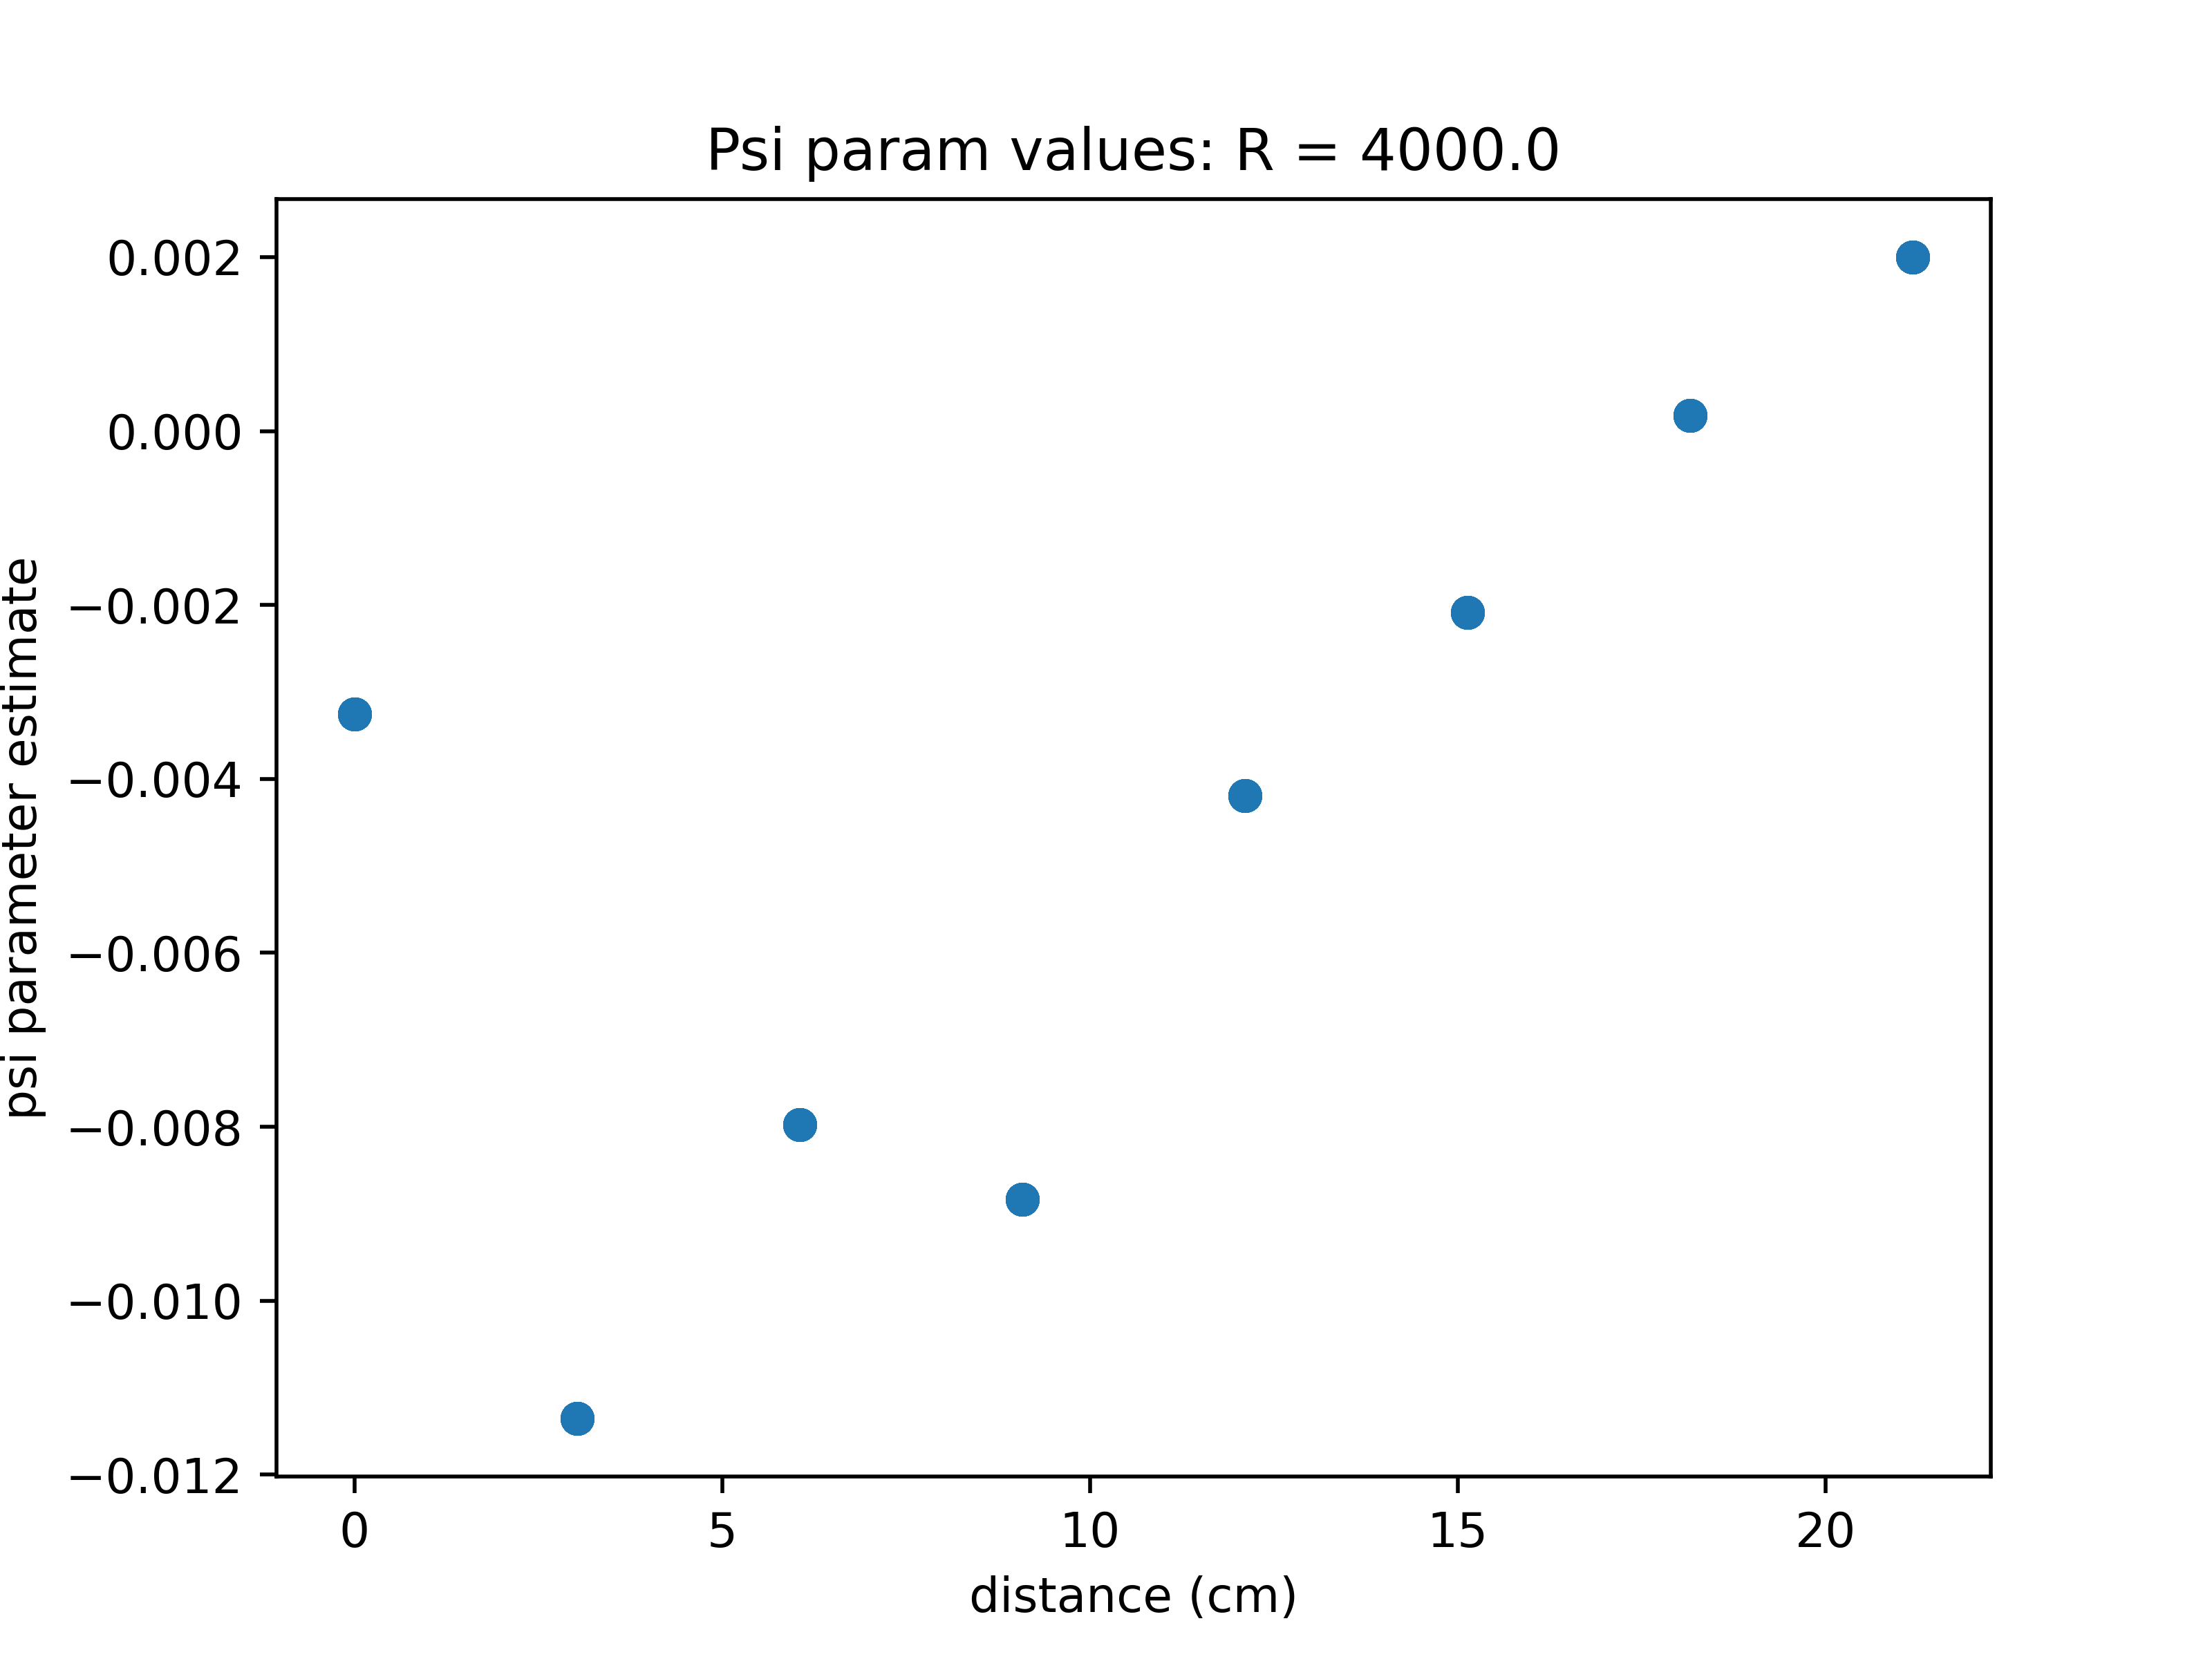 Psi param values: R = 4000.0
psi parameter estimate
0.002
0.000
−0.002
−0.004
−0.006
−0.008
−0.010
−0.012
0 5 10 15 20
distance (cm)